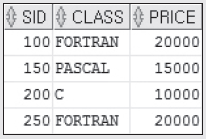 SID CLASS PRICE
100 FORTRAN 20000
150 PASCAL 15000
200 C 10000
250 FORTRAN 20000